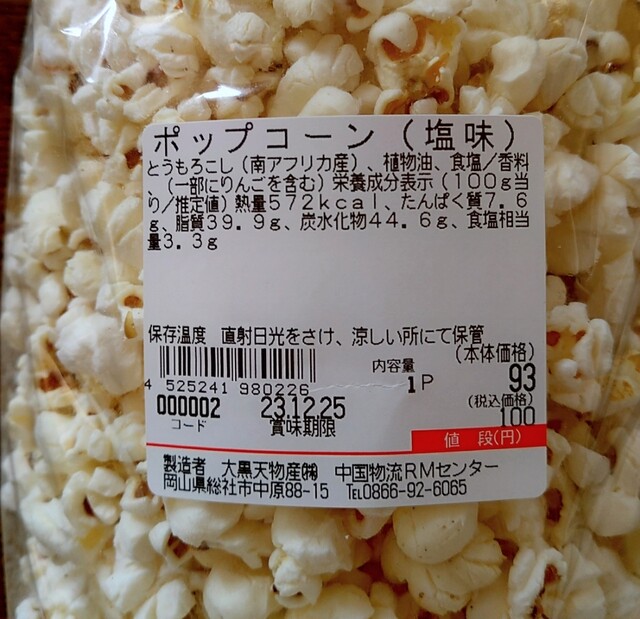 ポップコーン（塩味）
とうもろこし（南アフリカ産）、植物油、食塩／香料
（一部にりんごを含む）栄養成分表示（100g当
り／推定値）熱量572kcal、たんぱく質7.6
g、脂質39.9g、炭水化物44.6g、食塩相当
量3.3g
保存温度 直射日光をさけ、涼しい所にて保管
（本体価格）
内容量
1P
93
4 525241 980226
（税込価格）
000002 23.12.25
100
コード 賞味期限
値 段(円)
製造者 大黒天物産㈱ 中国物流RMセンター
岡山県総社市中原88-15 TEL0866-92-6065